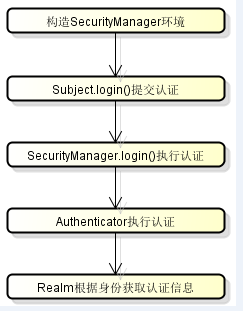 构造SecurityManager环境
Subject.login()提交认证
SecurityManager.login()执行认证
Authenticator执行认证
Realm根据身份获取认证信息